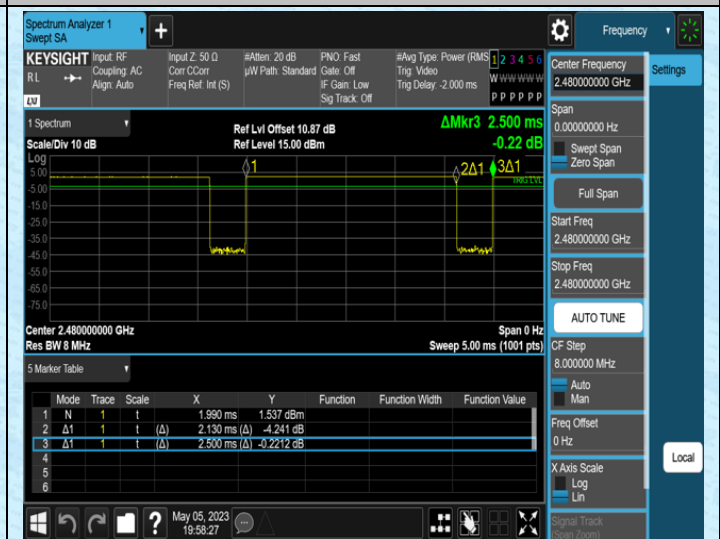 Spectrum Analyzer 1
Swept SA
+
Frequency
KEYSIGHT
RL
LXI
Input: RF
Coupling: AC
Align: Auto
Input Z: 50 Ω
Corr CCorr
Freq Ref: Int (S)
#Atten: 20 dB
µW Path: Standard
PNO: Fast
Gate: Off
IF Gain: Low
Sig Track: Off
#Avg Type: Power (RMS
Trig: Video
Trig Delay: -2.000 ms
1 2 3 4 5 6
W W W W W W
P P P P P P
1 Spectrum
Scale/Div 10 dB
Ref Lvl Offset 10.87 dB
Ref Level 15.00 dBm
ΔMkr3 2.500 ms
-0.22 dB
Log
5.00
-5.00
-15.0
-25.0
-35.0
-45.0
-55.0
-65.0
-75.0
1
2Δ1
3Δ1
TRIG LVL
Center 2.480000000 GHz
Res BW 8 MHz
Span 0 Hz
Sweep 5.00 ms (1001 pts)
5 Marker Table
Mode Trace Scale X Y Function Function Width Function Value
1 N 1 t 1.990 ms 1.537 dBm
2 Δ1 1 t (Δ) 2.130 ms (Δ) -4.241 dB
3 Δ1 1 t (Δ) 2.500 ms (Δ) -0.2212 dB
4
5
6
?
May 05, 2023
19:58:27
Center Frequency
2.480000000 GHz
Span
0.00000000 Hz
Swept Span
Zero Span
Full Span
Start Freq
2.480000000 GHz
Stop Freq
2.480000000 GHz
AUTO TUNE
CF Step
8.000000 MHz
Auto
Man
Freq Offset
0 Hz
X Axis Scale
Log
Lin
Signal Track
(Span Zoom)
Settings
Local